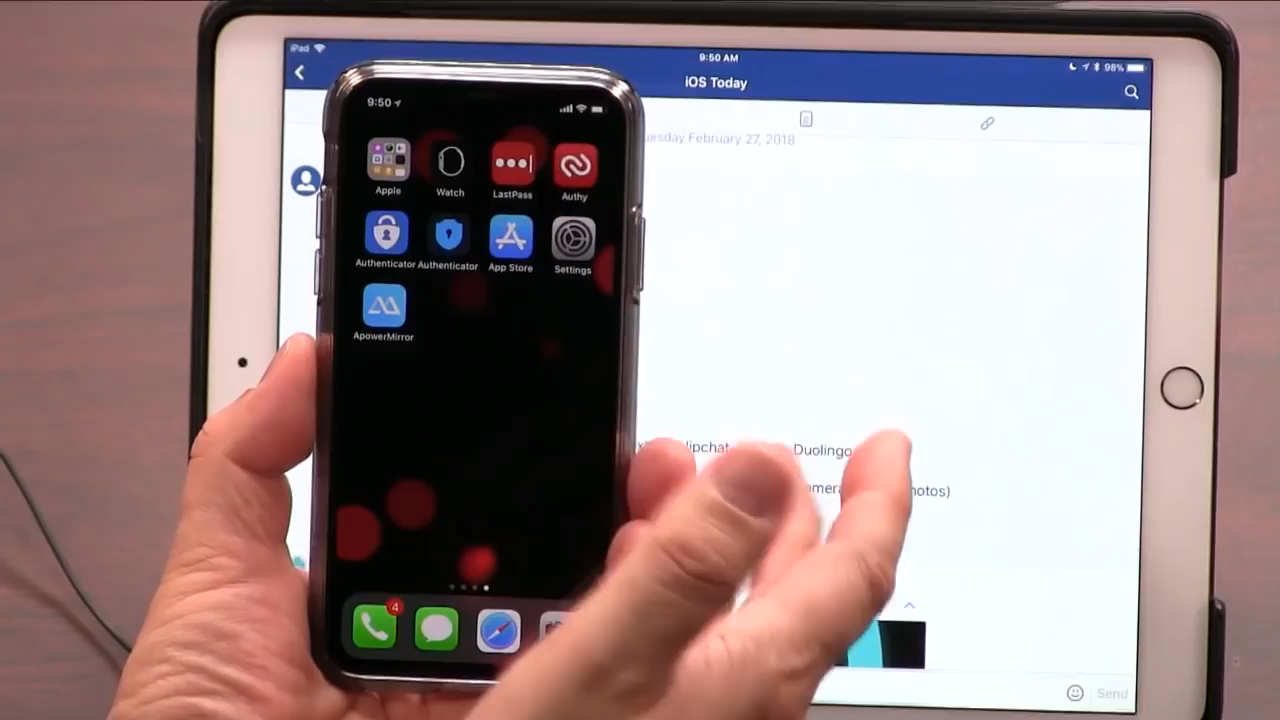 iPad
9:50 AM
98%
iOS Today
9:50
February 27, 2018
Apple Watch LastPass Authy
Authenticator Authenticator App Store Settings
ApowerMirror
Duolingo
4
Send